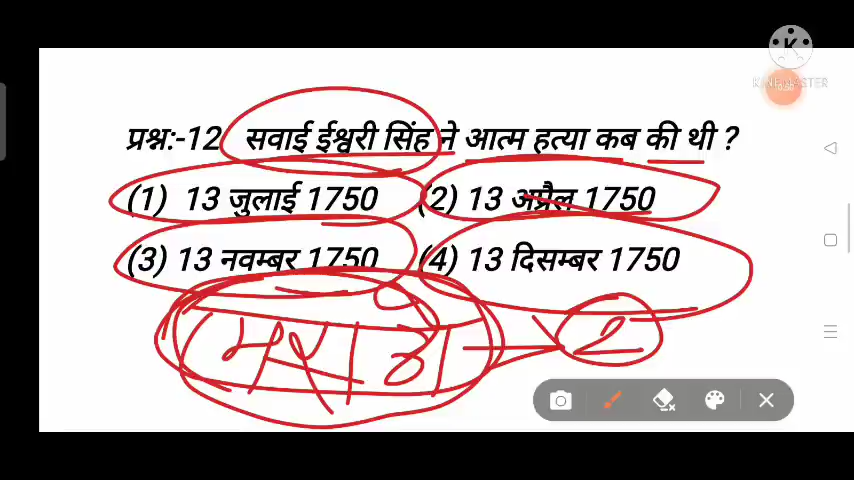 KINEMASTER
प्रश्न:-12 सवाई ईश्वरी सिंह ने आत्म हत्या कब की थी ?
(1) 13 जुलाई 1750 (2) 13 अप्रैल 1750
(3) 13 नवम्बर 1750 (4) 13 दिसम्बर 1750
2